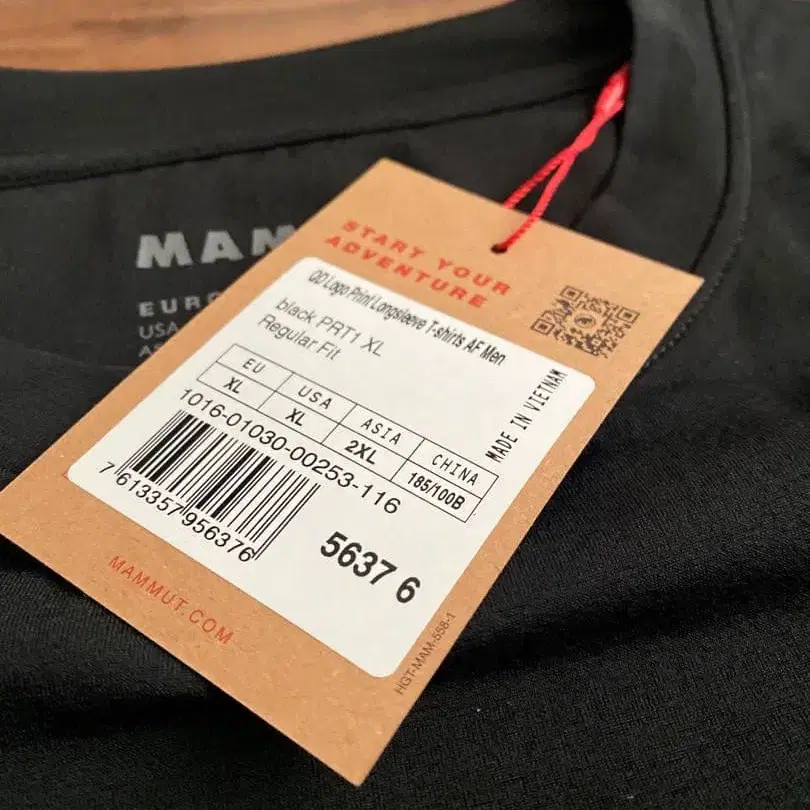 MAM
EURO
USA
START YOUR
ADVENTURE
QD Logo Print Longsleeve T-shirts AF Men
black PRT1 XL
Regular Fit
EU USA ASIA CHINA
XL XL 2XL 185/100B
MADE IN VIETNAM
1016-01030-00253-116
7 613357 956376
5637 6
MAMMUT.COM
HGT-MAM-558-1